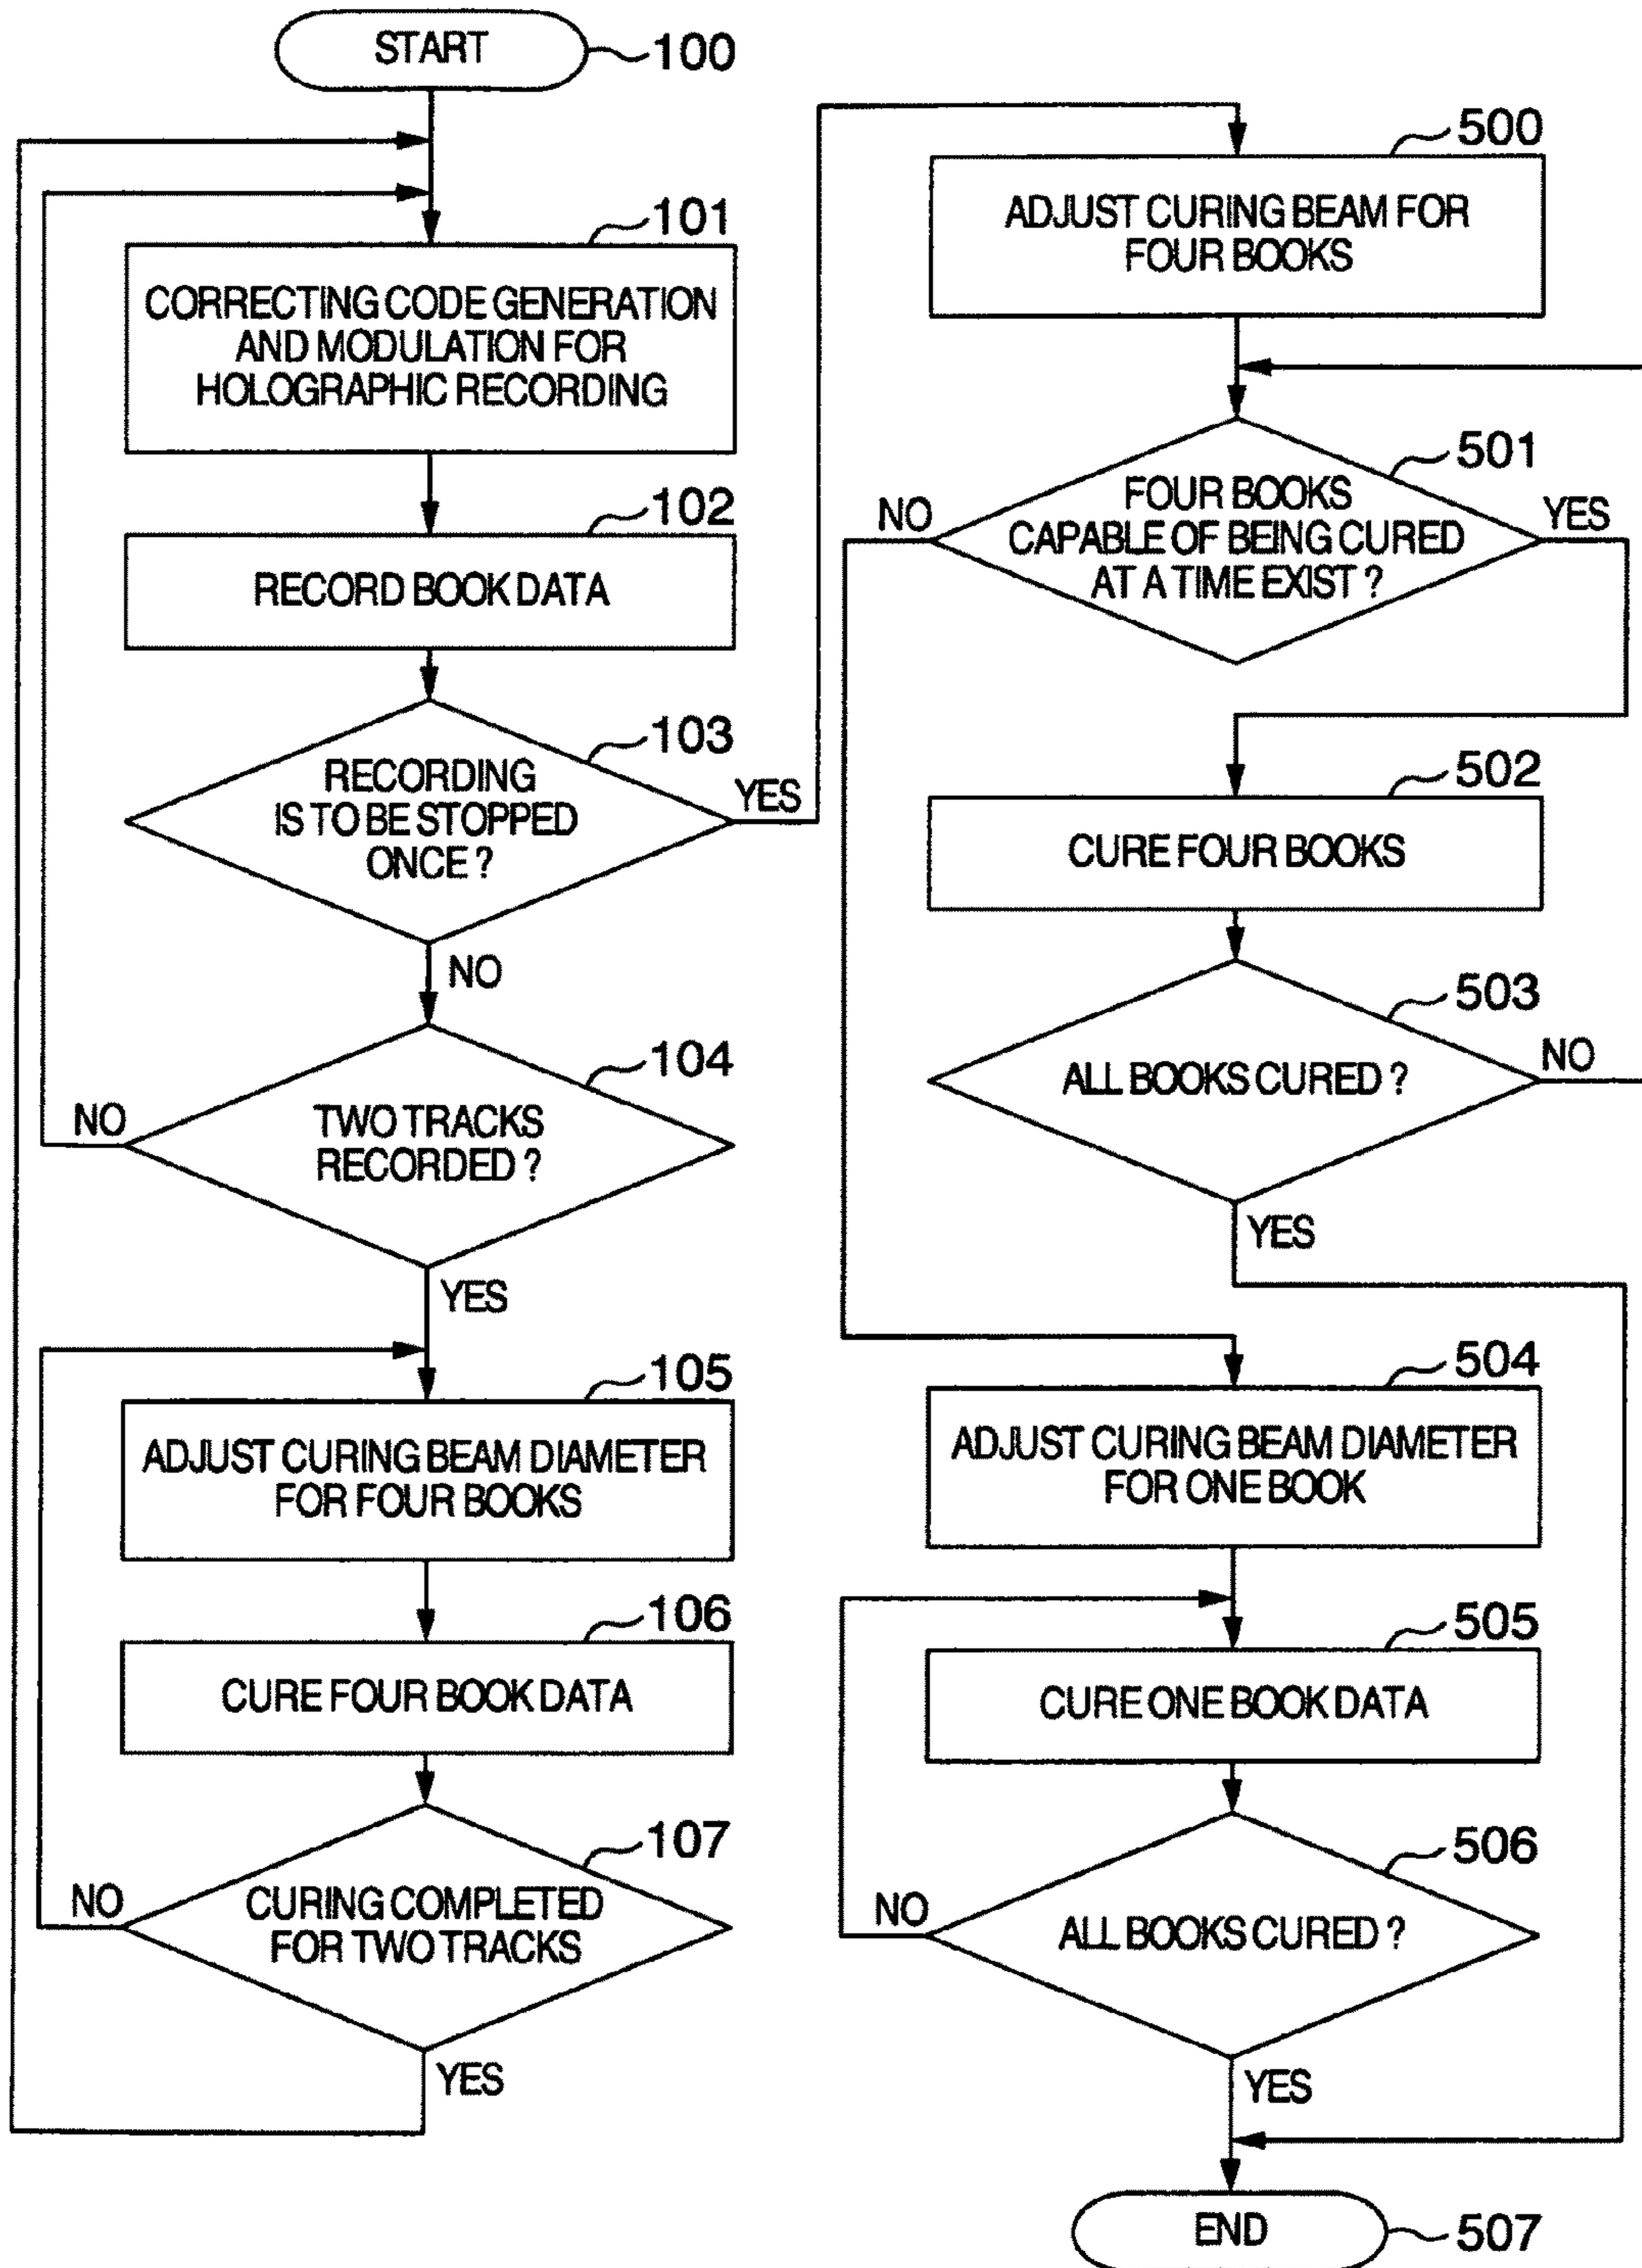 START
100
101
CORRECTING CODE GENERATION
AND MODULATION FOR
HOLOGRAPHIC RECORDING
102
RECORD BOOK DATA
103
RECORDING
IS TO BE STOPPED
ONCE ?
YES
NO
104
TWO TRACKS
RECORDED ?
NO
YES
105
ADJUST CURING BEAM DIAMETER
FOR FOUR BOOKS
106
CURE FOUR BOOK DATA
107
CURING COMPLETED
FOR TWO TRACKS
NO
YES
500
ADJUST CURING BEAM FOR
FOUR BOOKS
501
FOUR BOOKS
CAPABLE OF BEING CURED
AT A TIME EXIST ?
NO
YES
502
CURE FOUR BOOKS
503
ALL BOOKS CURED ?
NO
YES
504
ADJUST CURING BEAM DIAMETER
FOR ONE BOOK
505
CURE ONE BOOK DATA
506
ALL BOOKS CURED ?
NO
YES
END
507